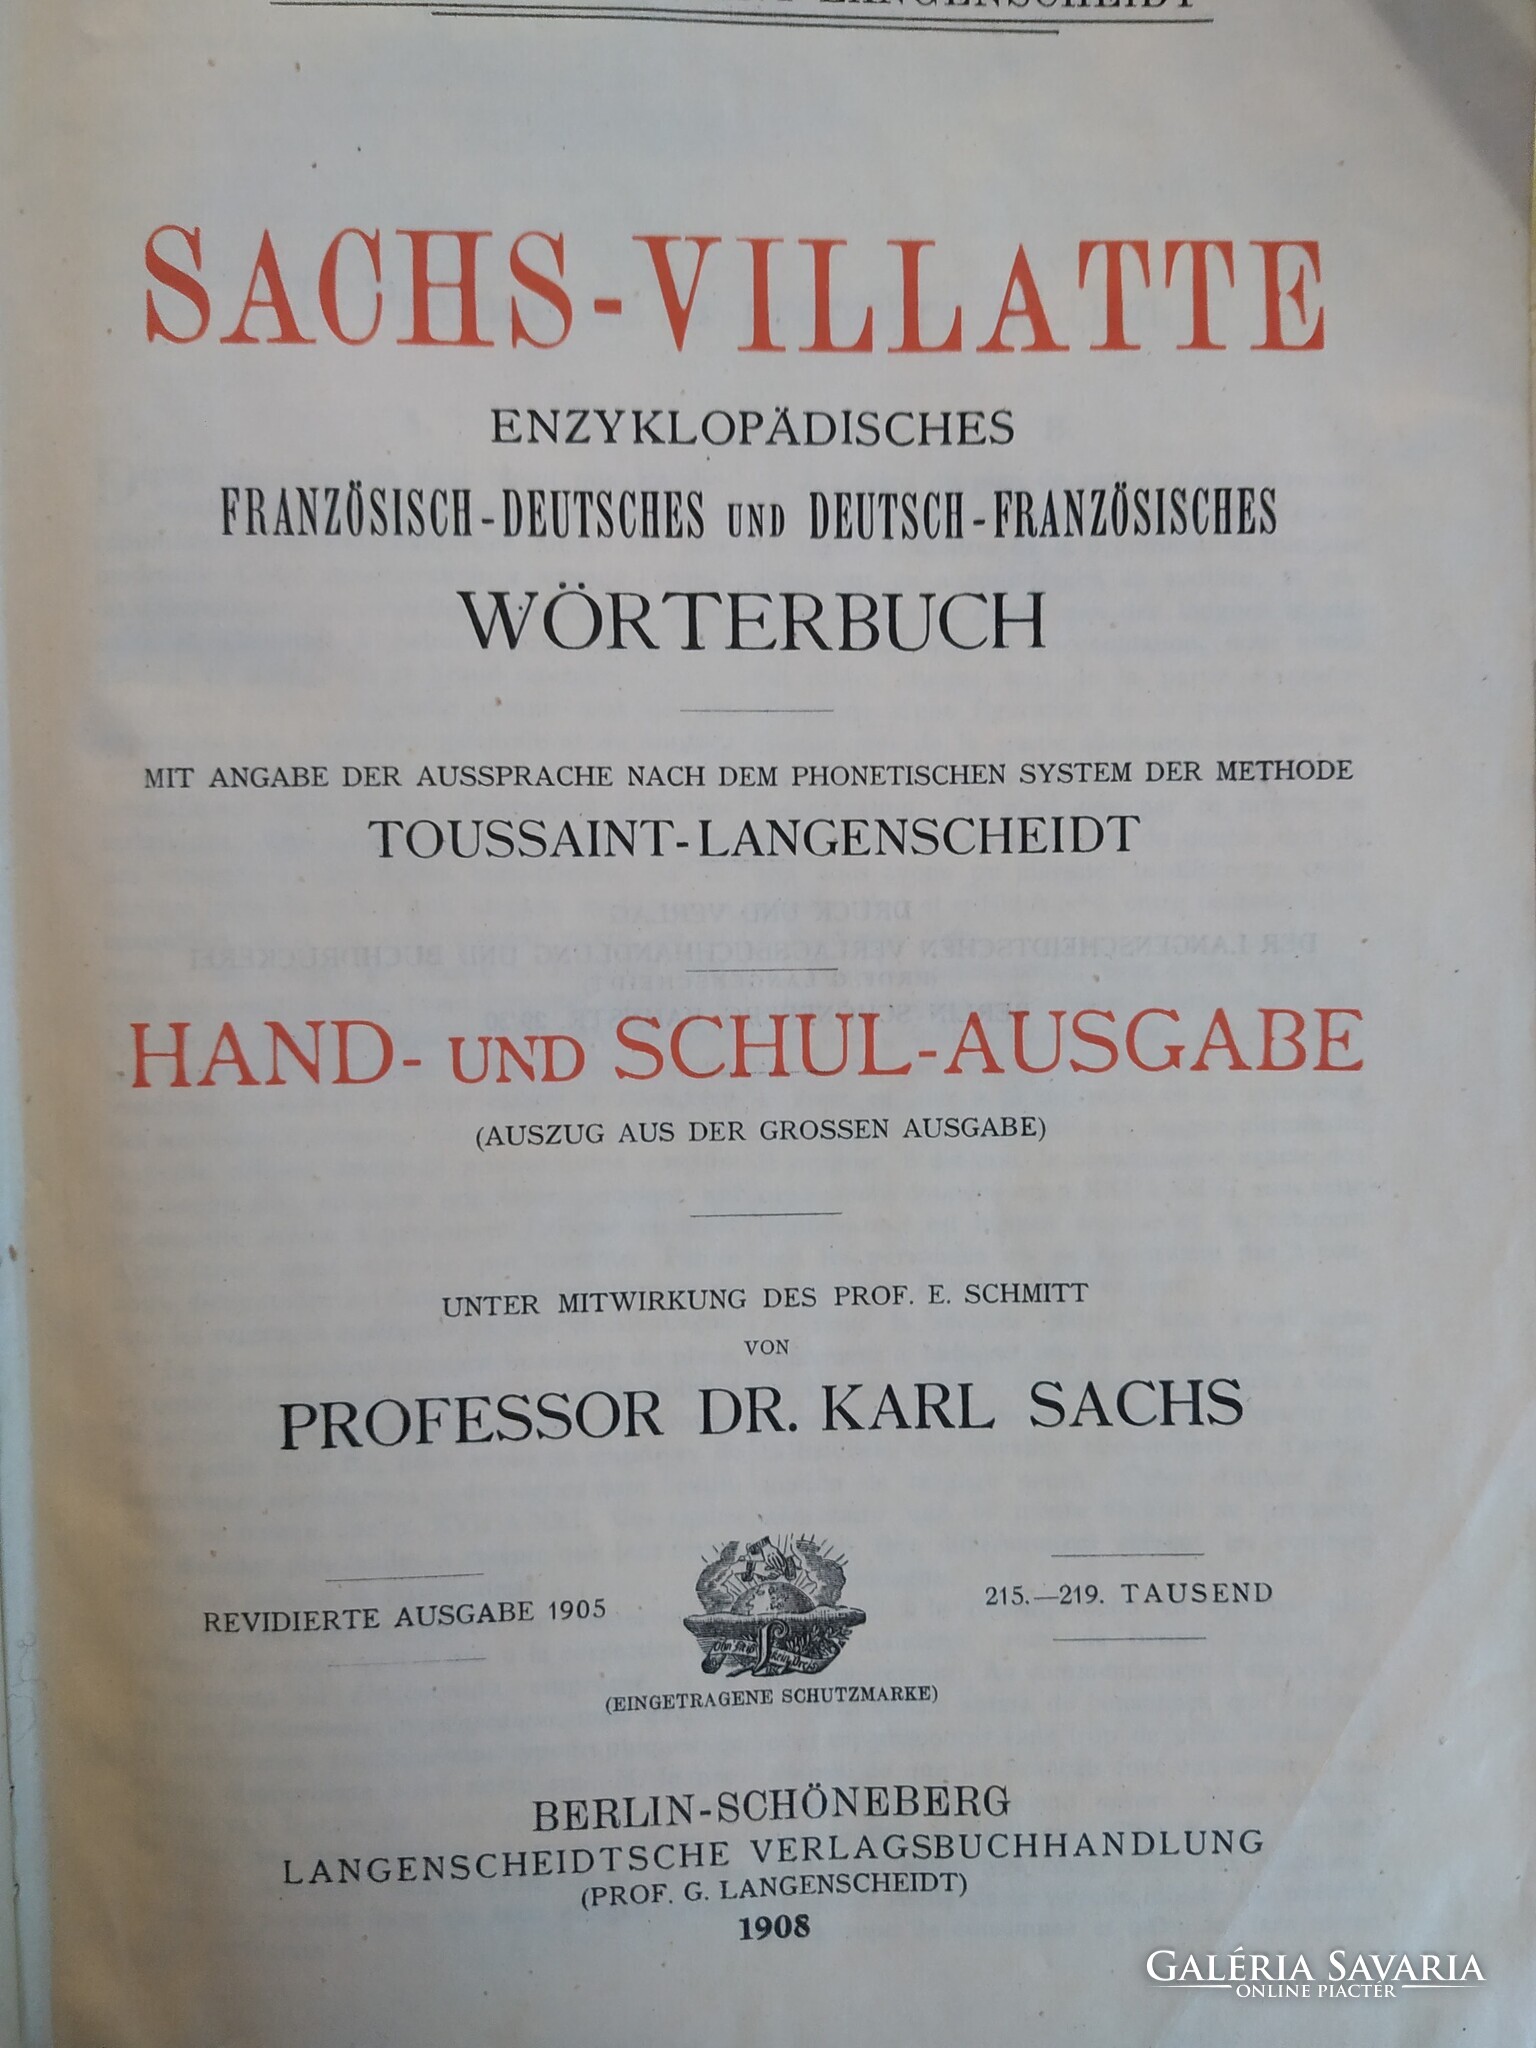 LANGENSCHEIDT
SACHS-VILLATTE
ENZYKLOPÄDISCHES
FRANZÖSISCH-DEUTSCHES UND DEUTSCH-FRANZÖSISCHES
WÖRTERBUCH
MIT ANGABE DER AUSSPRACHE NACH DEM PHONETISCHEN SYSTEM DER METHODE
TOUSSAINT-LANGENSCHEIDT
HAND- UND SCHUL-AUSGABE
(AUSZUG AUS DER GROSSEN AUSGABE)
UNTER MITWIRKUNG DES PROF. E. SCHMITT
VON
PROFESSOR DR. KARL SACHS
REVIDIERTE AUSGABE 1905
215.—219. TAUSEND
(EINGETRAGENE SCHUTZMARKE)
BERLIN-SCHÖNEBERG
LANGENSCHEIDTSCHE VERLAGSBUCHHANDLUNG
(PROF. G. LANGENSCHEIDT)
1908
GALÉRIA SAVARIA
ONLINE PIACTÉR